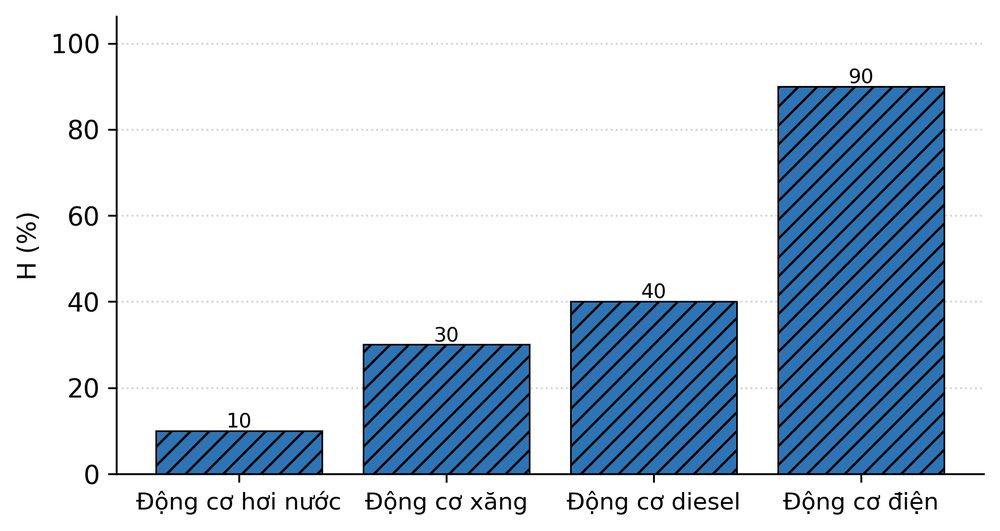 H (%)
100
80
60
40
20
0
10
30
40
90
Động cơ hơi nước
Động cơ xăng
Động cơ diesel
Động cơ điện